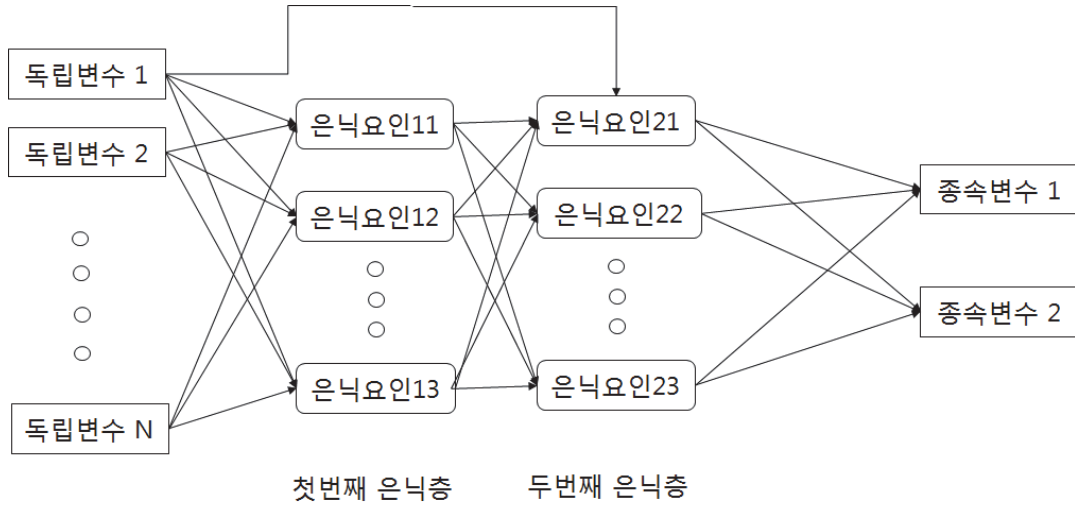 독립변수 1
독립변수 2
독립변수 N
은닉요인11
은닉요인12
은닉요인13
첫번째 은닉층
은닉요인21
은닉요인22
은닉요인23
두번째 은닉층
종속변수 1
종속변수 2